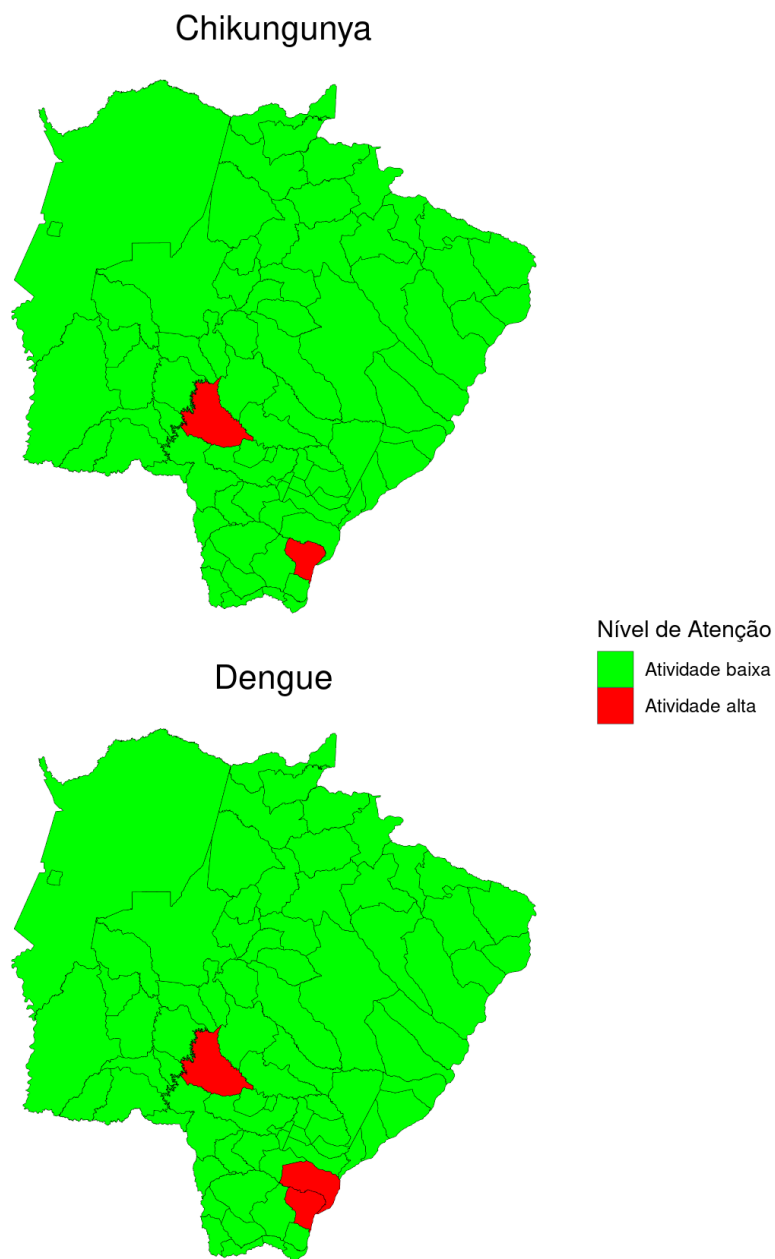 Chikungunya
Nível de Atenção
Atividade baixa
Atividade alta
Dengue